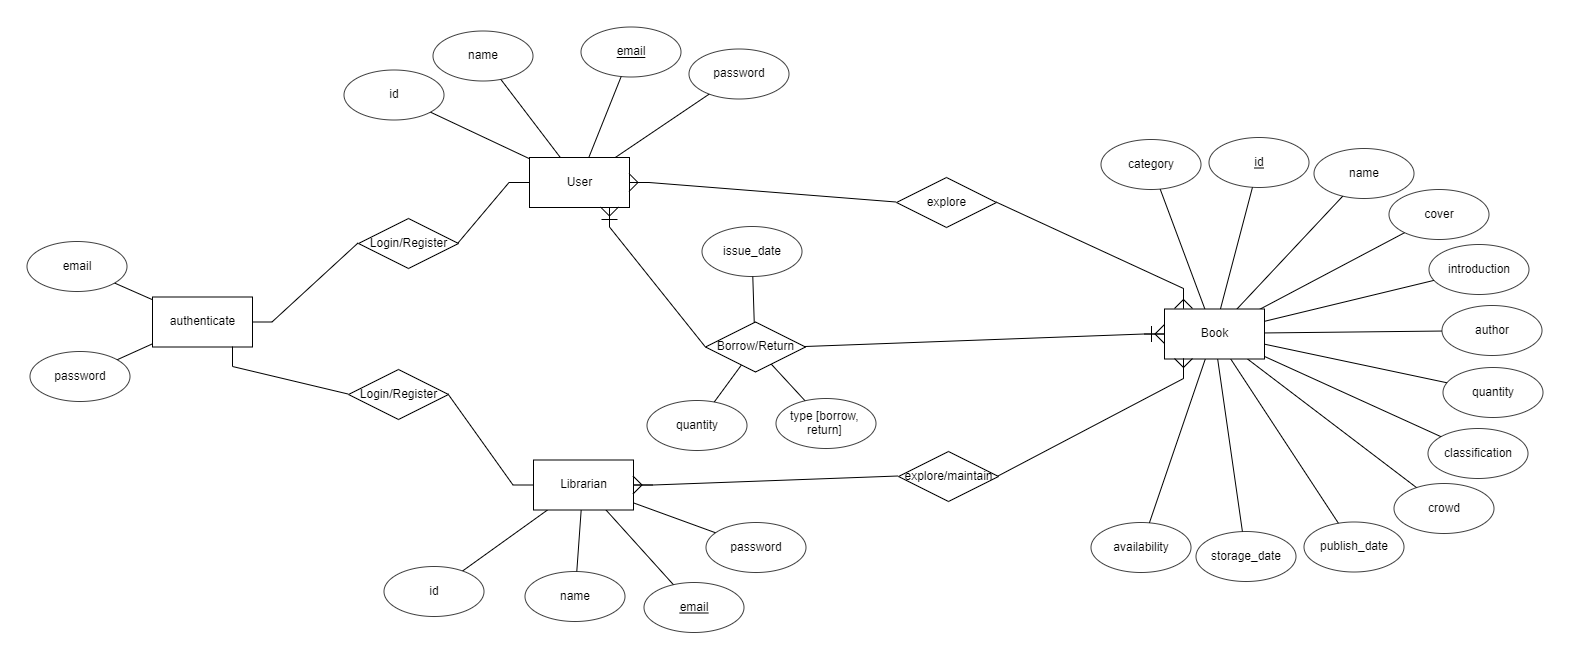 name
email
password
id
User
category
id
name
explore
cover
Login/Register
issue_date
email
introduction
authenticate
Book
author
Borrow/Return
password
Login/Register
quantity
quantity
type [borrow,
return]
classification
explore/maintain
Librarian
crowd
password
availability
storage_date
publish_date
id
name
email